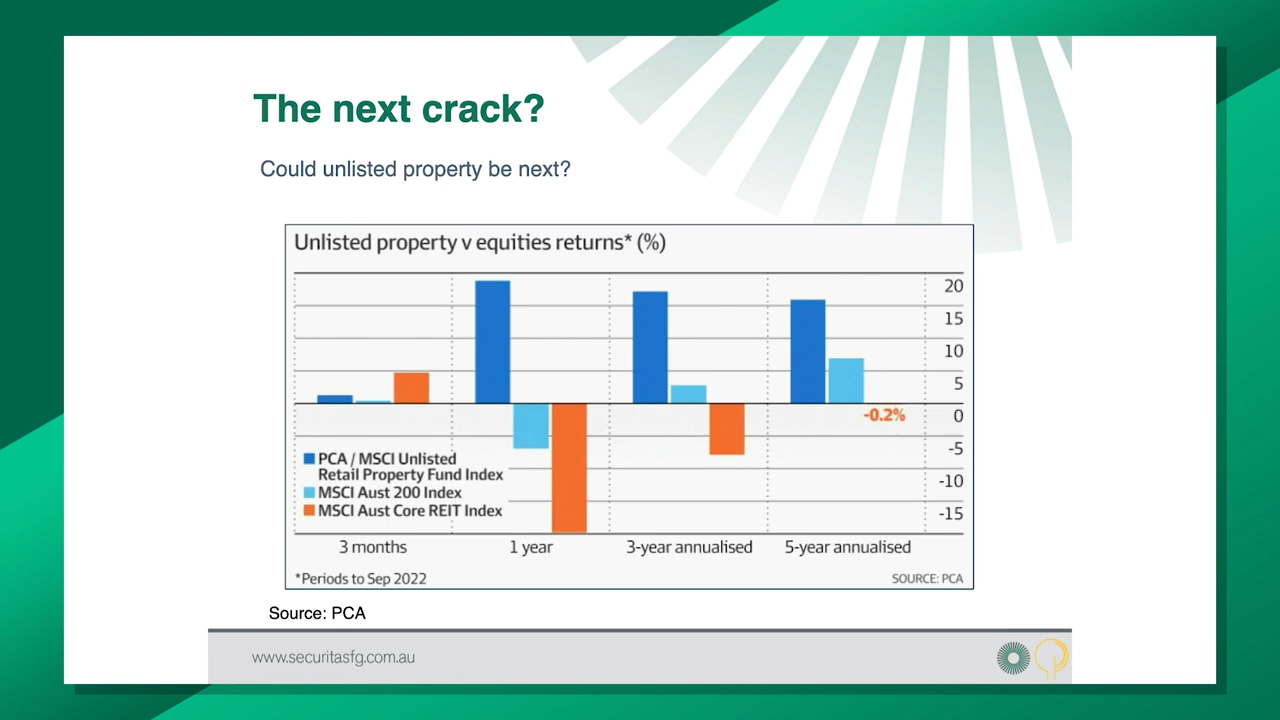 The next crack?
Could unlisted property be next?
Unlisted property v equities returns* (%)
20
15
10
5
0
-5
-10
-15
-0.2%
PCA / MSCI Unlisted
Retail Property Fund Index
MSCI Aust 200 Index
MSCI Aust Core REIT Index
3 months
1 year
3-year annualised
5-year annualised
*Periods to Sep 2022
SOURCE: PCA
Source: PCA
www.securitasfg.com.au